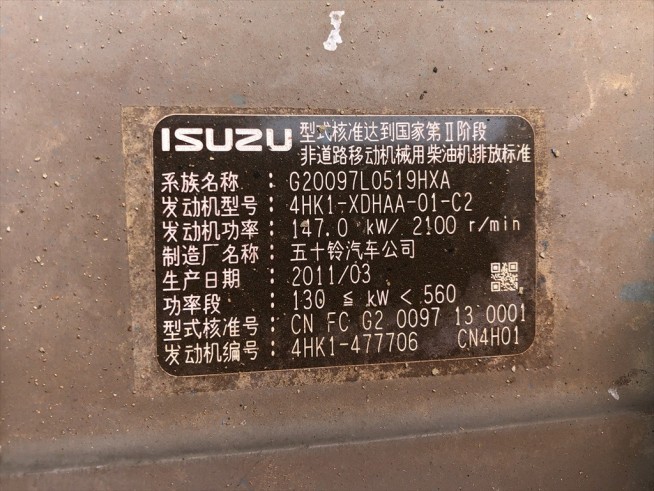 ISUZU 型式核准达到国家第Ⅱ阶段
非道路移动机械用柴油机排放标准
系族名称 : G20097L0519HXA
发动机型号 : 4HK1-XDHAA-01-C2
发动机功率 : 147.0 kW/ 2100 r/min
制造厂名称 : 五十铃汽车公司
生产日期 : 2011/03
功率段 : 130 ≦ kW < 560
型式核准号 : CN FC G2 0097 13 0001
发动机编号 : 4HK1-477706 CN4H01